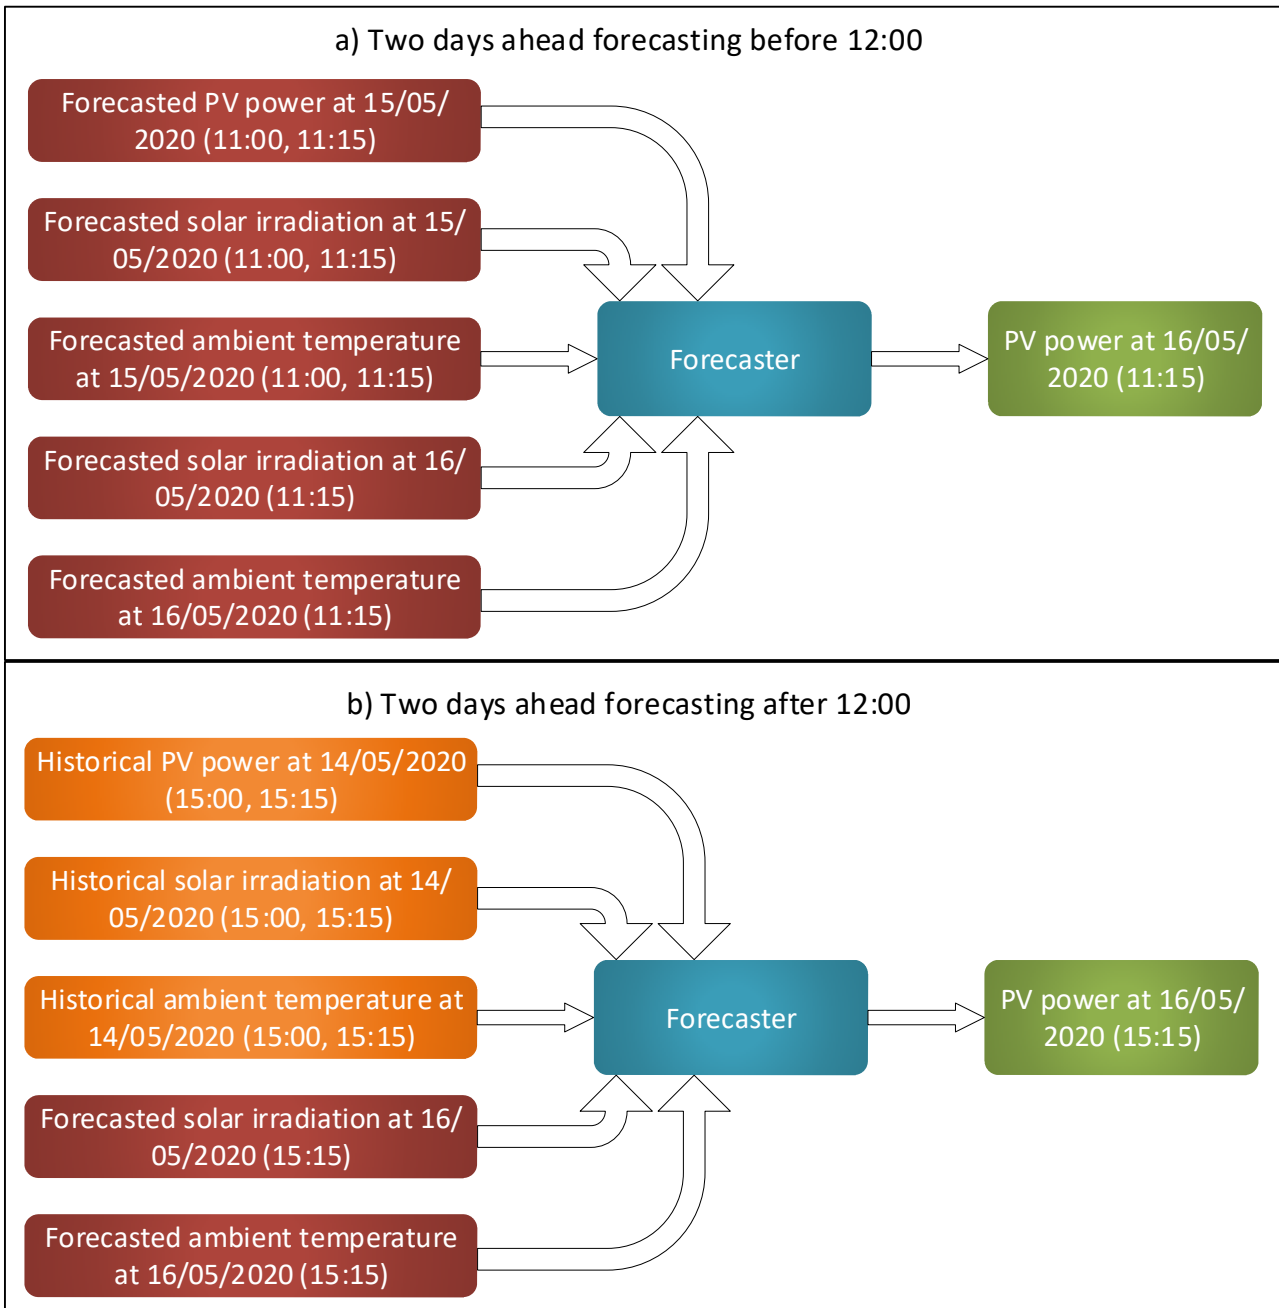 a) Two days ahead forecasting before 12:00
Forecasted PV power at 15/05/
2020 (11:00, 11:15)
Forecasted solar irradiation at 15/
05/2020 (11:00, 11:15)
Forecasted ambient temperature
at 15/05/2020 (11:00, 11:15)
Forecasted solar irradiation at 16/
05/2020 (11:15)
Forecasted ambient temperature
at 16/05/2020 (11:15)
Forecaster
PV power at 16/05/
2020 (11:15)
b) Two days ahead forecasting after 12:00
Historical PV power at 14/05/2020
(15:00, 15:15)
Historical solar irradiation at 14/
05/2020 (15:00, 15:15)
Historical ambient temperature at
14/05/2020 (15:00, 15:15)
Forecasted solar irradiation at 16/
05/2020 (15:15)
Forecasted ambient temperature
at 16/05/2020 (15:15)
Forecaster
PV power at 16/05/
2020 (15:15)